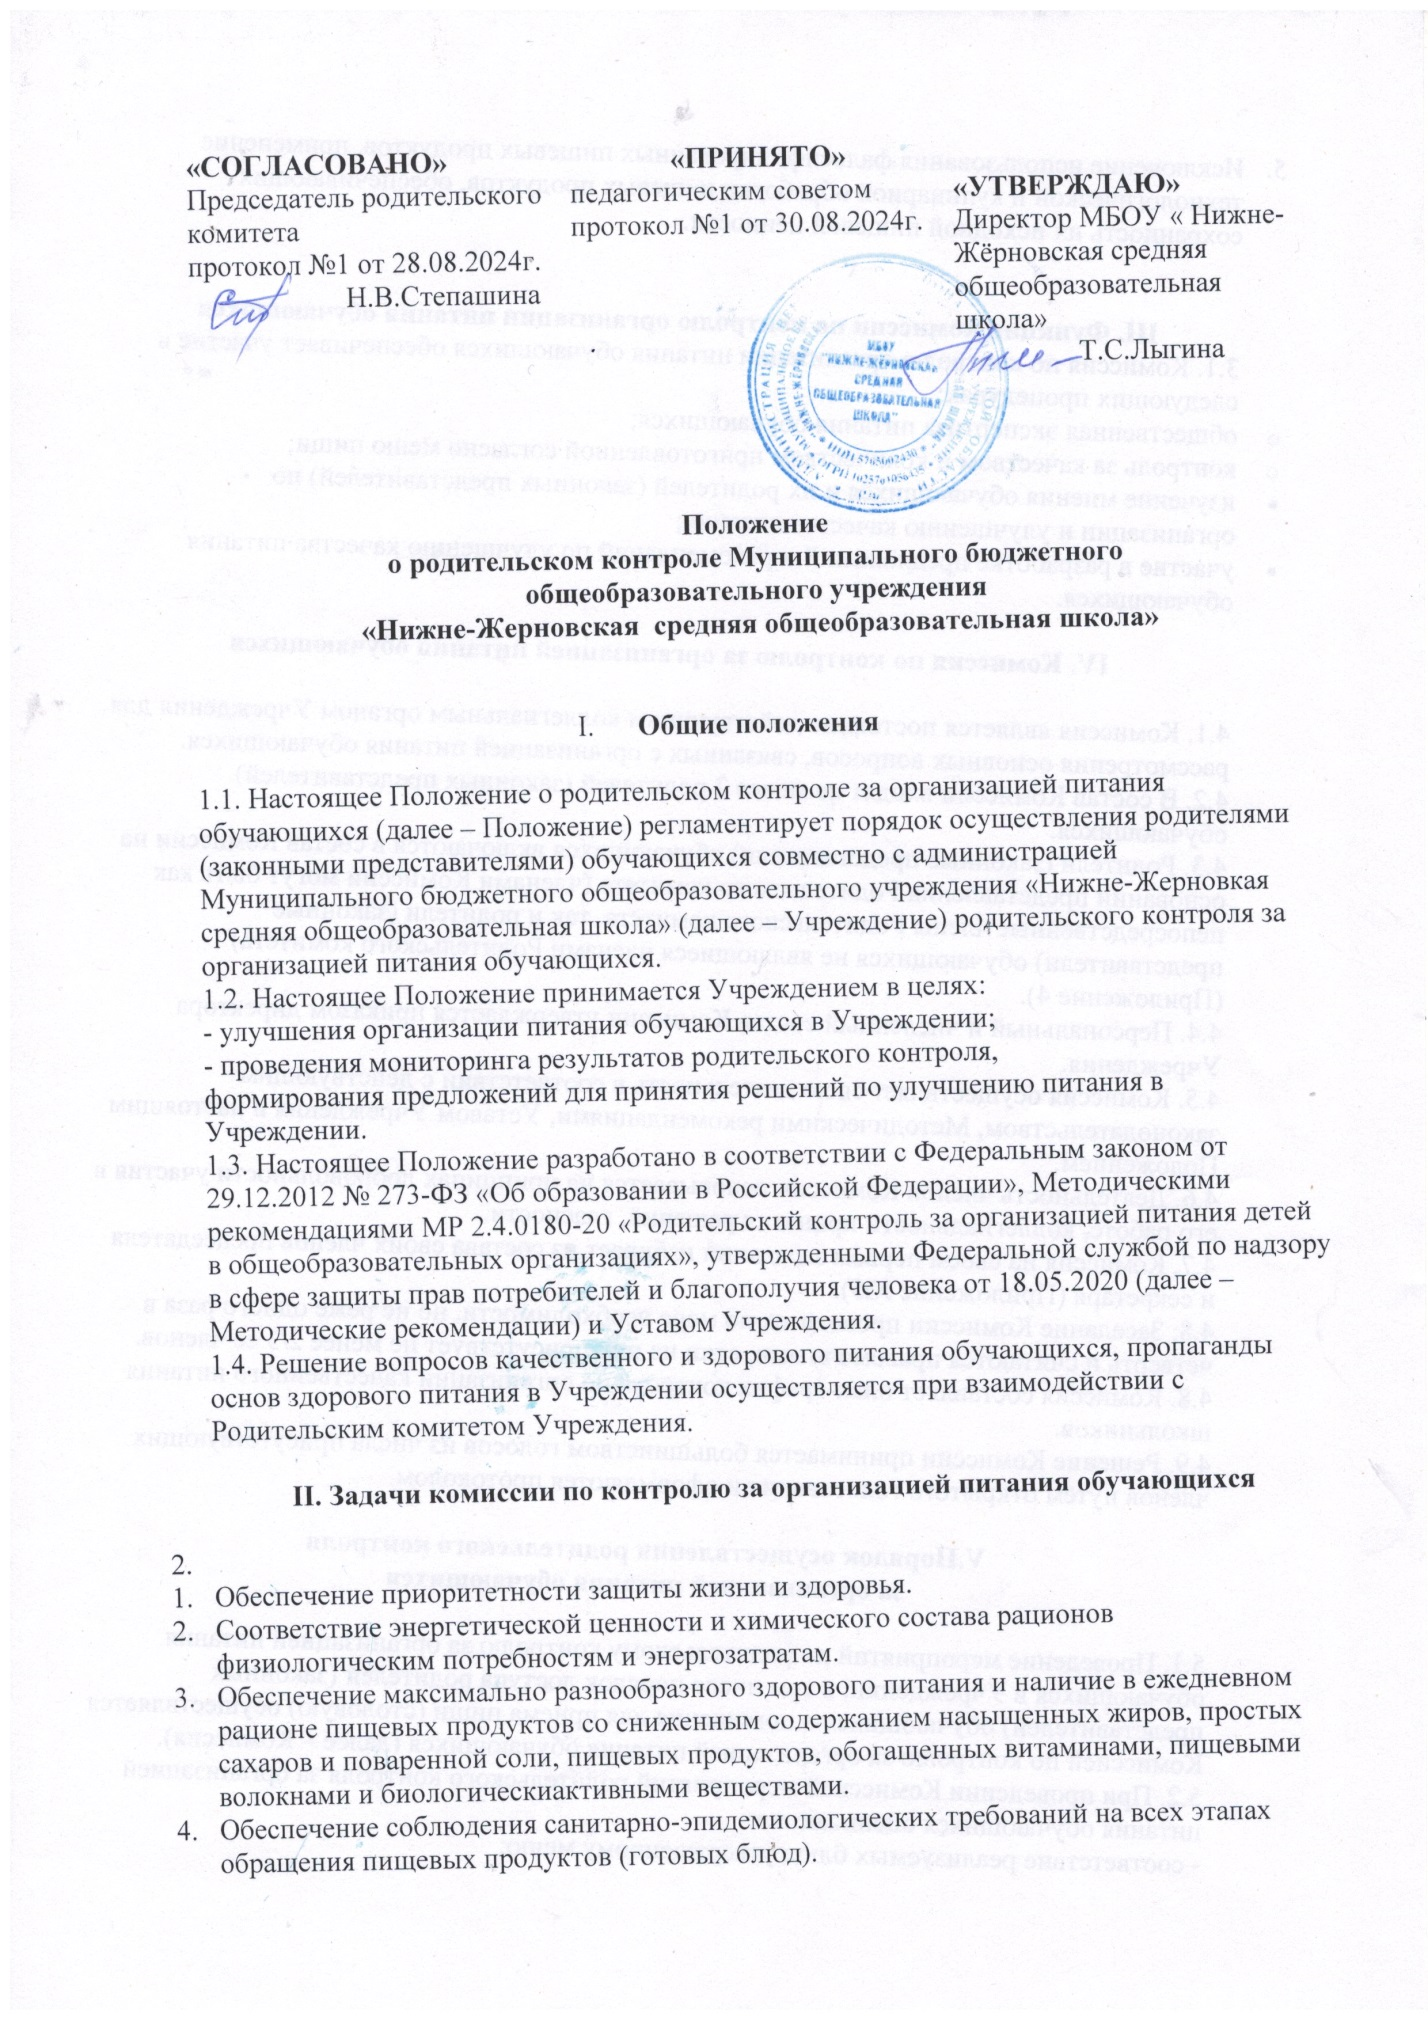 «СОГЛАСОВАНО»
Председатель родительского
комитета
протокол №1 от 28.08.2024г.
Н.В.Степашина
«ПРИНЯТО»
педагогическим советом
протокол №1 от 30.08.2024г.
«УТВЕРЖДАЮ»
Директор МБОУ « Нижне-
Жёрновская средняя
общеобразовательная
школа»
Т.С.Лыгина
МБОУ
"НИЖНЕ-ЖЕРНОВСКАЯ
СРЕДНЯЯ
ОБЩЕОБРАЗОВАТЕЛЬНАЯ
ШКОЛА"
Положение
о родительском контроле Муниципального бюджетного
общеобразовательного учреждения
«Нижне-Жерновская средняя общеобразовательная школа»
I. Общие положения
1.1. Настоящее Положение о родительском контроле за организацией питания
обучающихся (далее – Положение) регламентирует порядок осуществления родителями
(законными представителями) обучающихся совместно с администрацией
Муниципального бюджетного общеобразовательного учреждения «Нижне-Жерновкая
средняя общеобразовательная школа» (далее – Учреждение) родительского контроля за
организацией питания обучающихся.
1.2. Настоящее Положение принимается Учреждением в целях:
- улучшения организации питания обучающихся в Учреждении;
- проведения мониторинга результатов родительского контроля,
формирования предложений для принятия решений по улучшению питания в
Учреждении.
1.3. Настоящее Положение разработано в соответствии с Федеральным законом от
29.12.2012 № 273-ФЗ «Об образовании в Российской Федерации», Методическими
рекомендациями МР 2.4.0180-20 «Родительский контроль за организацией питания детей
в общеобразовательных организациях», утвержденными Федеральной службой по надзору
в сфере защиты прав потребителей и благополучия человека от 18.05.2020 (далее –
Методические рекомендации) и Уставом Учреждения.
1.4. Решение вопросов качественного и здорового питания обучающихся, пропаганды
основ здорового питания в Учреждении осуществляется при взаимодействии с
Родительским комитетом Учреждения.
II. Задачи комиссии по контролю за организацией питания обучающихся
2.
1. Обеспечение приоритетности защиты жизни и здоровья.
2. Соответствие энергетической ценности и химического состава рационов
физиологическим потребностям и энергозатратам.
3. Обеспечение максимально разнообразного здорового питания и наличие в ежедневном
рационе пищевых продуктов со сниженным содержанием насыщенных жиров, простых
сахаров и поваренной соли, пищевых продуктов, обогащенных витаминами, пищевыми
волокнами и биологическиактивными веществами.
4. Обеспечение соблюдения санитарно-эпидемиологических требований на всех этапах
обращения пищевых продуктов (готовых блюд).